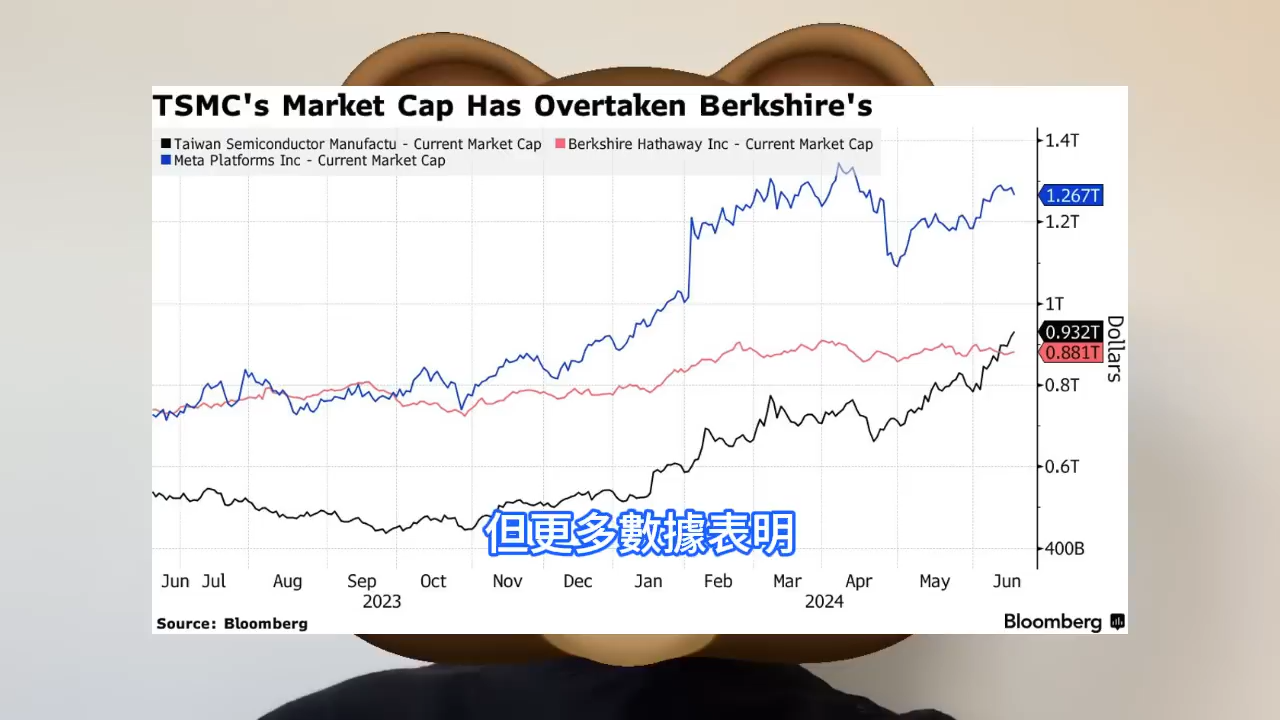 TSMC's Market Cap Has Overtaken Berkshire's
Taiwan Semiconductor Manufactu - Current Market Cap
Berkshire Hathaway Inc - Current Market Cap
Meta Platforms Inc - Current Market Cap
1.4T
1.267T
1.2T
1T
0.932T
0.881T
0.8T
0.6T
400B
Dollars
但更多數據表明
Jun Jul Aug Sep Oct Nov Dec Jan Feb Mar Apr May Jun
2023 2024
Source: Bloomberg
Bloomberg